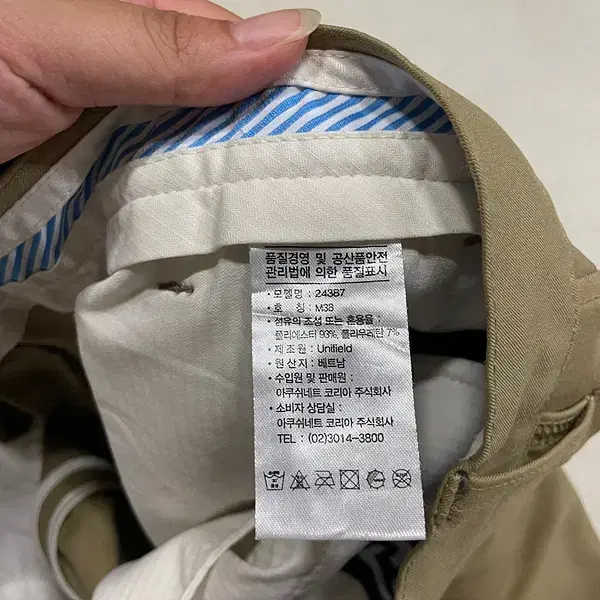 품질경영 및 공산품안전
관리법에 의한 품질표시
• 모델명 : 24387
• 호 칭 : M38
• 섬유의 조성 또는 혼용율 :
폴리에스터 93%, 폴리우레탄 7%
• 제 조 원 : Unifield
• 원 산 지 : 베트남
• 수입원 및 판매원 :
아쿠쉬네트 코리아 주식회사
• 소비자 상담실 :
아쿠쉬네트 코리아 주식회사
TEL : (02)3014-3800